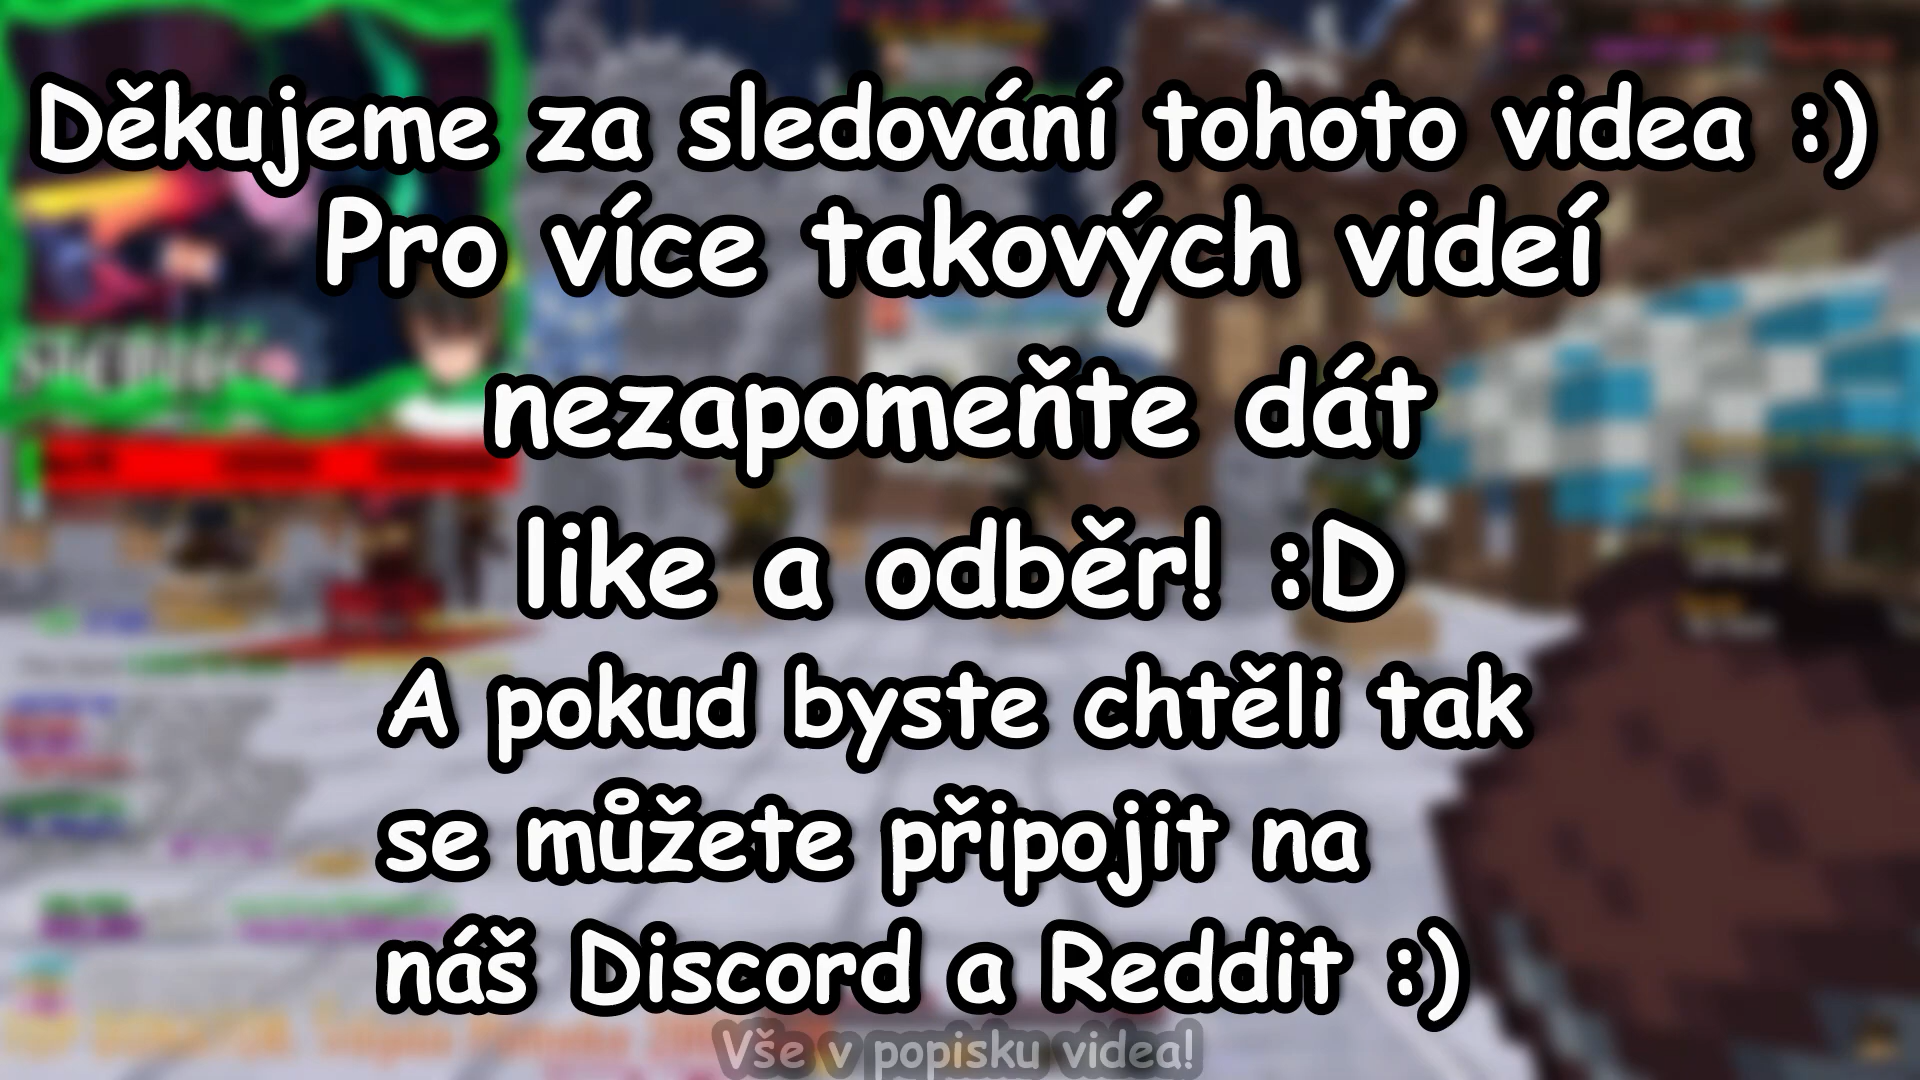 Děkujeme za sledování tohoto videa :)
Pro více takových videí
nezapomeňte dát
like a odběr! :D
A pokud byste chtěli tak
se můžete připojit na
náš Discord a Reddit :)
Vše v popisku videa!